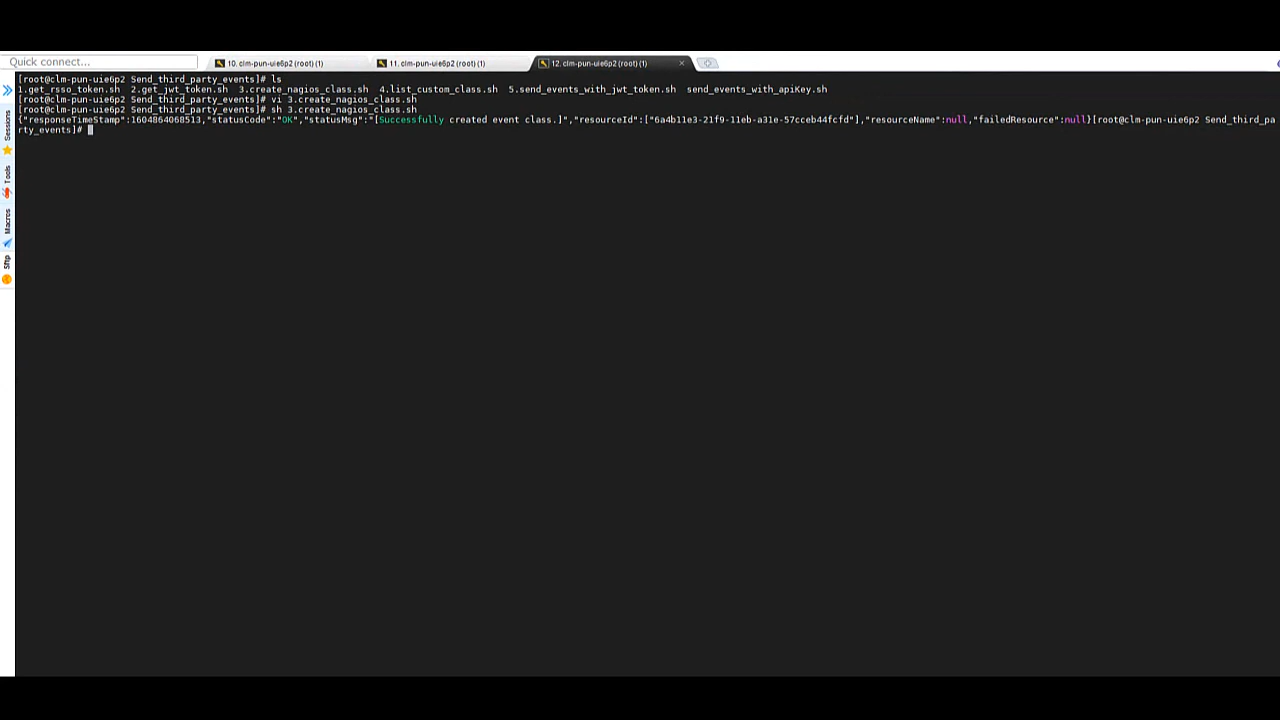 Quick connect...
10. clm-pun-uie6p2 (root) (1)
11. clm-pun-uie6p2 (root) (1)
12. clm-pun-uie6p2 (root) (1)
[root@clm-pun-uie6p2 Send_third_party_events]# ls
1.get_rsso_token.sh  2.get_jwt_token.sh  3.create_nagios_class.sh  4.list_custom_class.sh  5.send_events_with_jwt_token.sh  send_events_with_apiKey.sh
[root@clm-pun-uie6p2 Send_third_party_events]# vi 3.create_nagios_class.sh
[root@clm-pun-uie6p2 Send_third_party_events]# sh 3.create_nagios_class.sh
{"responseTimeStamp":1604864068513,"statusCode":"OK","statusMsg":"[Successfully created event class.]","resourceId":["6a4b11e3-21f9-11eb-a31e-57cceb44fcfd"],"resourceName":null,"failedResource":null}[root@clm-pun-uie6p2 Send_third_pa
rty_events]#
Sessions
Tools
Macros
Sftp